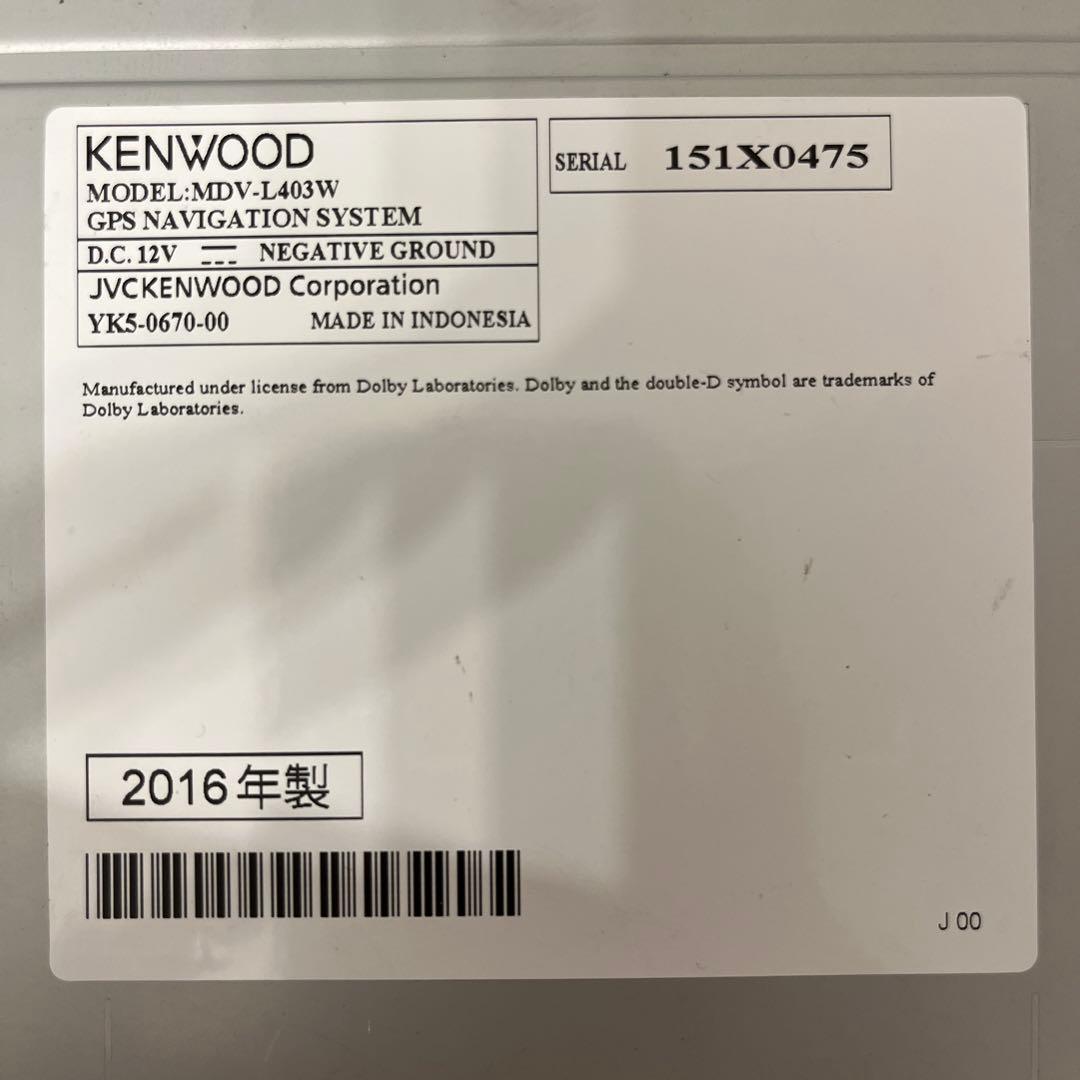 KENWOOD
MODEL:MDV-L403W
GPS NAVIGATION SYSTEM
D.C. 12V NEGATIVE GROUND
JVCKENWOOD Corporation
YK5-0670-00 MADE IN INDONESIA
SERIAL 151X0475
Manufactured under license from Dolby Laboratories. Dolby and the double-D symbol are trademarks of
Dolby Laboratories.
2016年製
J 00